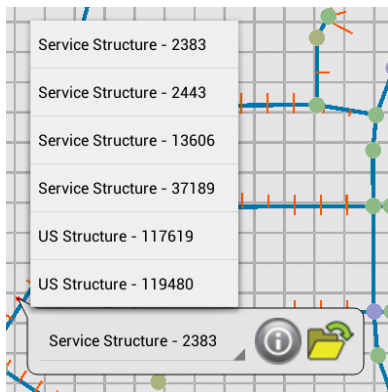 Service Structure - 2383
Service Structure - 2443
Service Structure - 13606
Service Structure - 37189
US Structure - 117619
US Structure - 119480
Service Structure - 2383